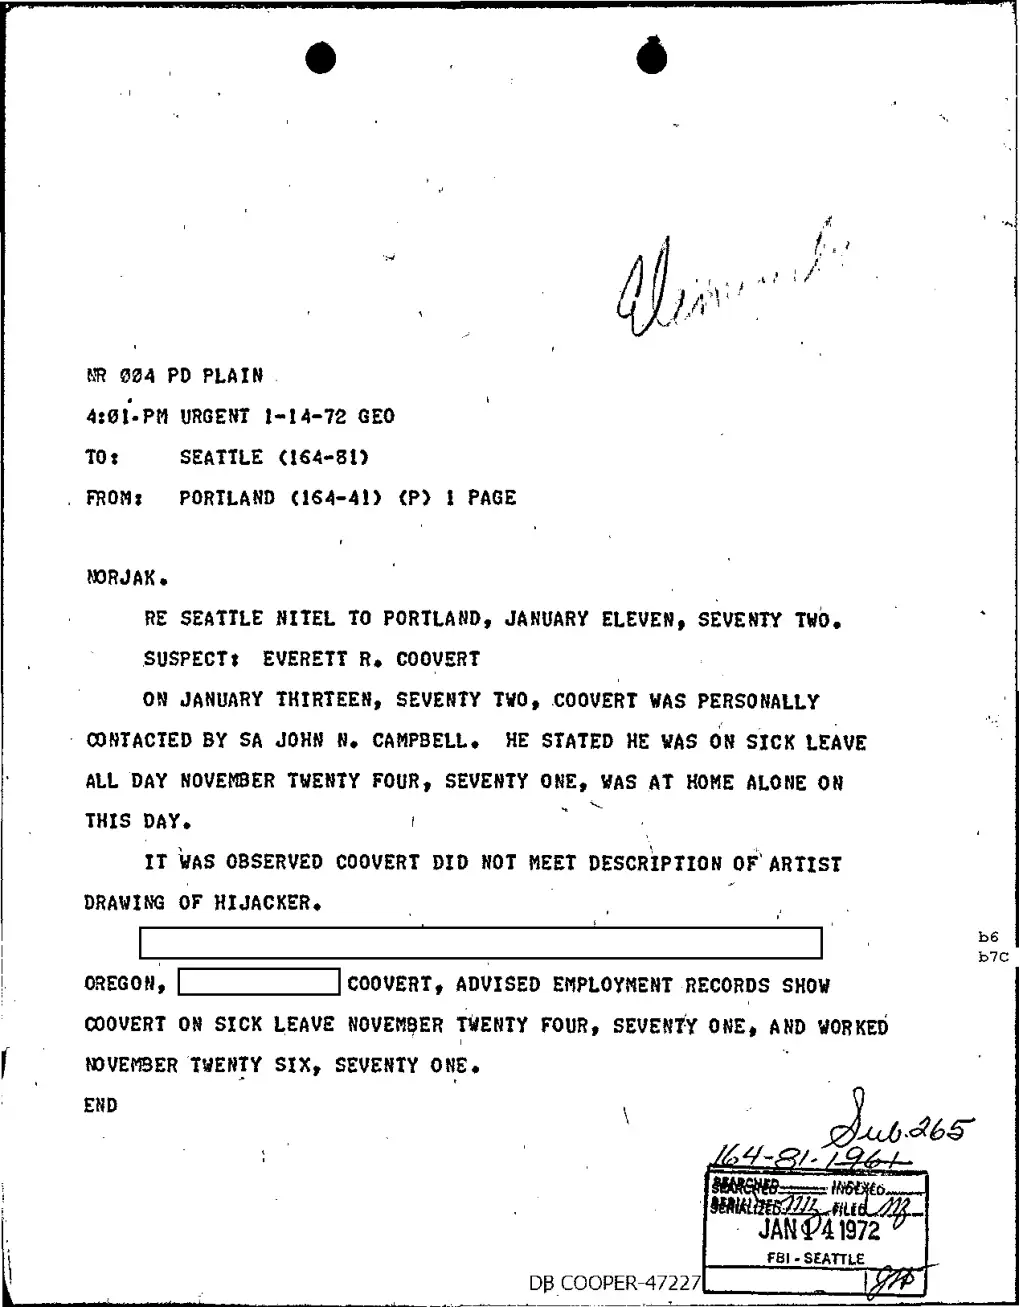 NR 004 PD PLAIN
4:01 PM URGENT 1-14-72 GEO
TO: SEATTLE (164-81)
FROM: PORTLAND (164-41) (P) 1 PAGE
NORJAK.
RE SEATTLE NITEL TO PORTLAND, JANUARY ELEVEN, SEVENTY TWO.
SUSPECT: EVERETT R. COOVERT
ON JANUARY THIRTEEN, SEVENTY TWO, COOVERT WAS PERSONALLY
CONTACTED BY SA JOHN N. CAMPBELL. HE STATED HE WAS ON SICK LEAVE
ALL DAY NOVEMBER TWENTY FOUR, SEVENTY ONE, WAS AT HOME ALONE ON
THIS DAY.
IT WAS OBSERVED COOVERT DID NOT MEET DESCRIPTION OF ARTIST
DRAWING OF HIJACKER.
b6
b7C
OREGON, COOVERT, ADVISED EMPLOYMENT RECORDS SHOW
COOVERT ON SICK LEAVE NOVEMBER TWENTY FOUR, SEVENTY ONE, AND WORKED
NOVEMBER TWENTY SIX, SEVENTY ONE.
END
Sub.265
164-81-1961
SEARCHED INDEXED
SERIALIZED FILED
JAN 14 1972
FBI - SEATTLE
DB COOPER-47227